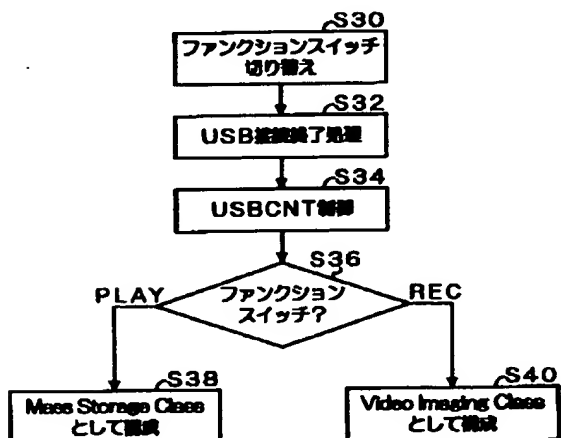 S30
ファンクションスイッチ
切り替え
S32
USB接続終了処理
S34
USBCNT制御
S36
ファンクション
スイッチ?
PLAY
REC
S38
Mass Storage Class
として構成
S40
Video Imaging Class
として構成